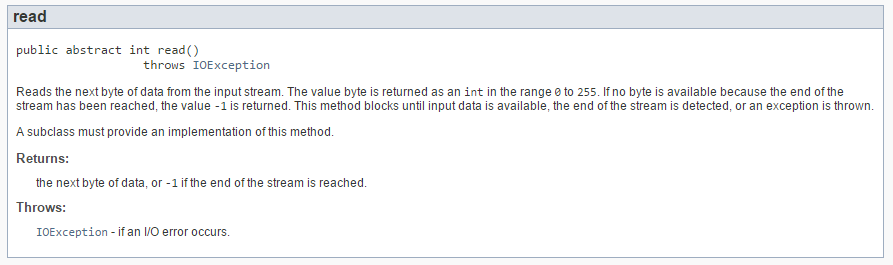 read
public abstract int read()
throws IOException
Reads the next byte of data from the input stream. The value byte is returned as an int in the range 0 to 255. If no byte is available because the end of the
stream has been reached, the value -1 is returned. This method blocks until input data is available, the end of the stream is detected, or an exception is thrown.
A subclass must provide an implementation of this method.
Returns:
the next byte of data, or -1 if the end of the stream is reached.
Throws:
IOException - if an I/O error occurs.